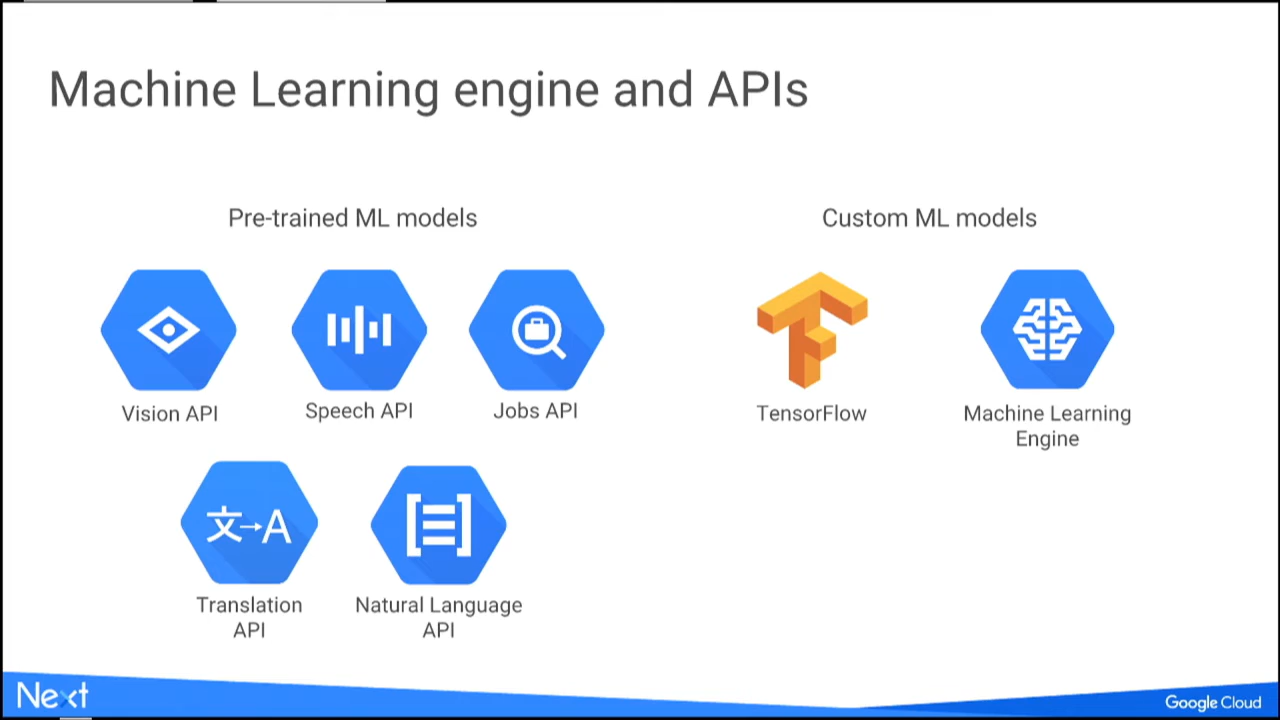 Machine Learning engine and APIs
Pre-trained ML models
Custom ML models
Vision API
Speech API
Jobs API
TensorFlow
Machine Learning
Engine
文→A
Translation
API
Natural Language
API
Next
Google Cloud